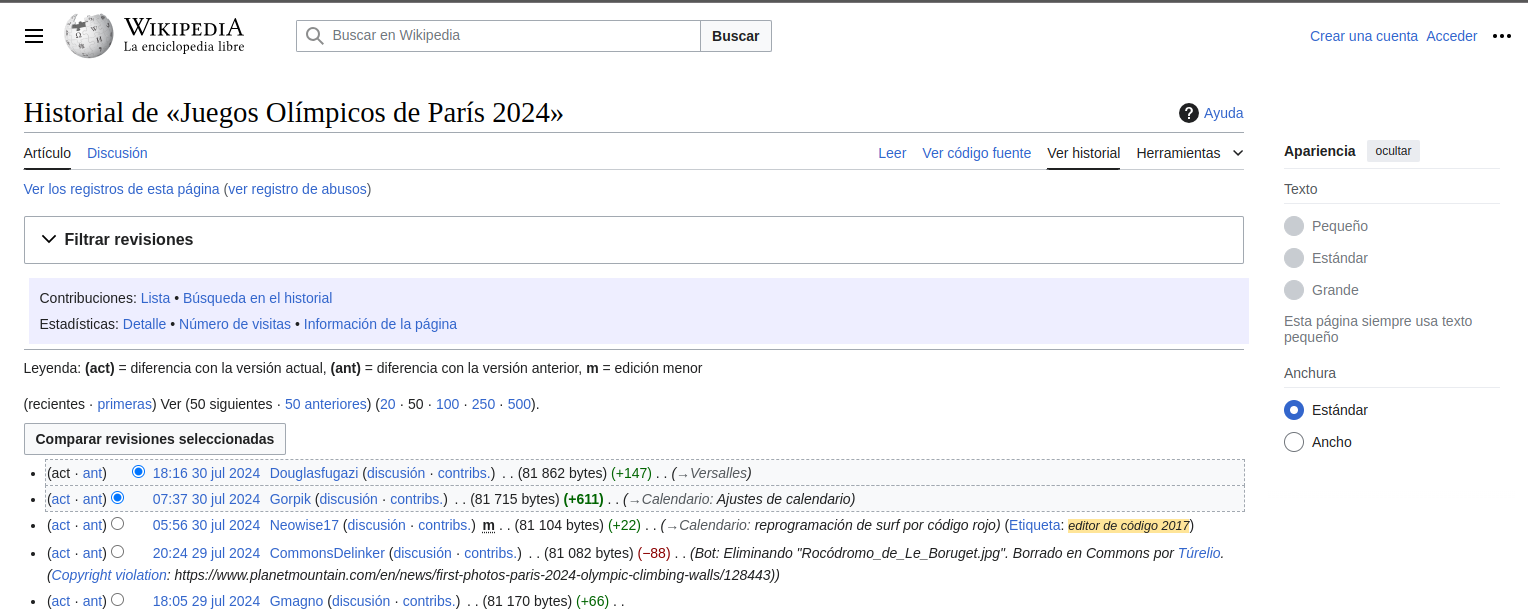 WIKIPEDIA
La enciclopedia libre
Buscar en Wikipedia
Buscar
Crear una cuenta Acceder
Historial de «Juegos Olímpicos de París 2024»
Ayuda
Artículo Discusión
Leer Ver código fuente Ver historial Herramientas
Ver los registros de esta página (ver registro de abusos)
Filtrar revisiones
Contribuciones: Lista • Búsqueda en el historial
Estadísticas: Detalle • Número de visitas • Información de la página
Leyenda: (act) = diferencia con la versión actual, (ant) = diferencia con la versión anterior, m = edición menor
(recientes · primeras) Ver (50 siguientes · 50 anteriores) (20 · 50 · 100 · 250 · 500).
Comparar revisiones seleccionadas
(act · ant) 18:16 30 jul 2024 Douglasfugazi (discusión · contribs.) . . (81 862 bytes) (+147) . . (→Versalles)
(act · ant) 07:37 30 jul 2024 Gorpik (discusión · contribs.) . . (81 715 bytes) (+611) . . (→Calendario: Ajustes de calendario)
(act · ant) 05:56 30 jul 2024 Neowise17 (discusión · contribs.) m . . (81 104 bytes) (+22) . . (→Calendario: reprogramación de surf por código rojo) (Etiqueta: editor de código 2017)
(act · ant) 20:24 29 jul 2024 CommonsDelinker (discusión · contribs.) . . (81 082 bytes) (−88) . . (Bot: Eliminando "Rocódromo_de_Le_Boruget.jpg". Borrado en Commons por Túrelio.
(Copyright violation: https://www.planetmountain.com/en/news/first-photos-paris-2024-olympic-climbing-walls/128443))
(act · ant) 18:05 29 jul 2024 Gmagno (discusión · contribs.) . . (81 170 bytes) (+66) . .
Apariencia ocultar
Texto
Pequeño
Estándar
Grande
Esta página siempre usa texto
pequeño
Anchura
Estándar
Ancho